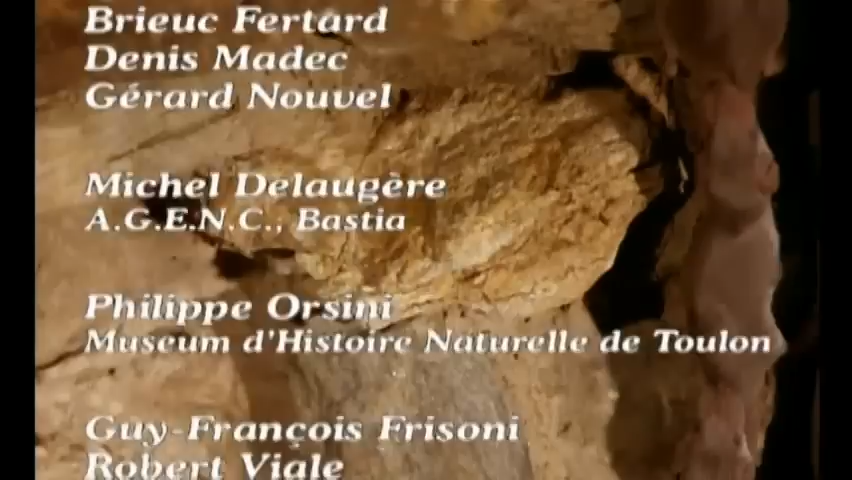 Brieuc Fertard
Denis Madec
Gérard Nouvel
Michel Delaugère
A.G.E.N.C., Bastia
Philippe Orsini
Museum d'Histoire Naturelle de Toulon
Guy-François Frisoni
Robert Viale